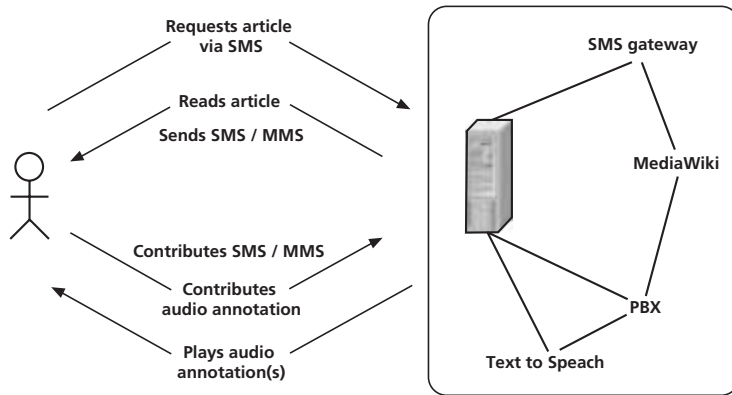 Requests article
via SMS
Reads article
Sends SMS / MMS
Contributes SMS / MMS
Contributes
audio annotation
Plays audio
annotation(s)
SMS gateway
MediaWiki
PBX
Text to Speach